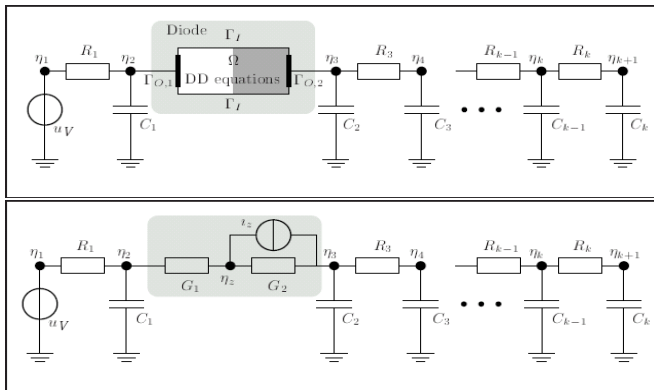 Diode
Γ_I
η_1 R_1 η_2 Ω η_3 R_3 η_4 R_{k-1} η_k R_k η_{k+1}
Γ_{O,1} DD equations Γ_{O,2}
Γ_I
u_V C_1 C_2 C_3 C_{k-1} C_k
ı_z
η_1 R_1 η_2 η_3 R_3 η_4 R_{k-1} η_k R_k η_{k+1}
G_1 η_z G_2
u_V C_1 C_2 C_3 C_{k-1} C_k